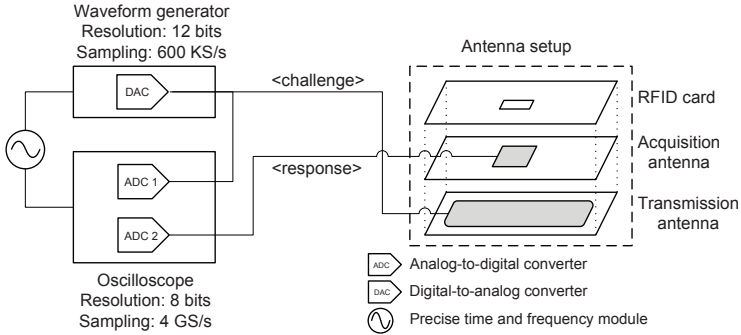 Waveform generator
Resolution: 12 bits
Sampling: 600 KS/s
DAC
<challenge>
ADC 1
<response>
ADC 2
Oscilloscope
Resolution: 8 bits
Sampling: 4 GS/s
Antenna setup
RFID card
Acquisition
antenna
Transmission
antenna
ADC Analog-to-digital converter
DAC Digital-to-analog converter
Precise time and frequency module